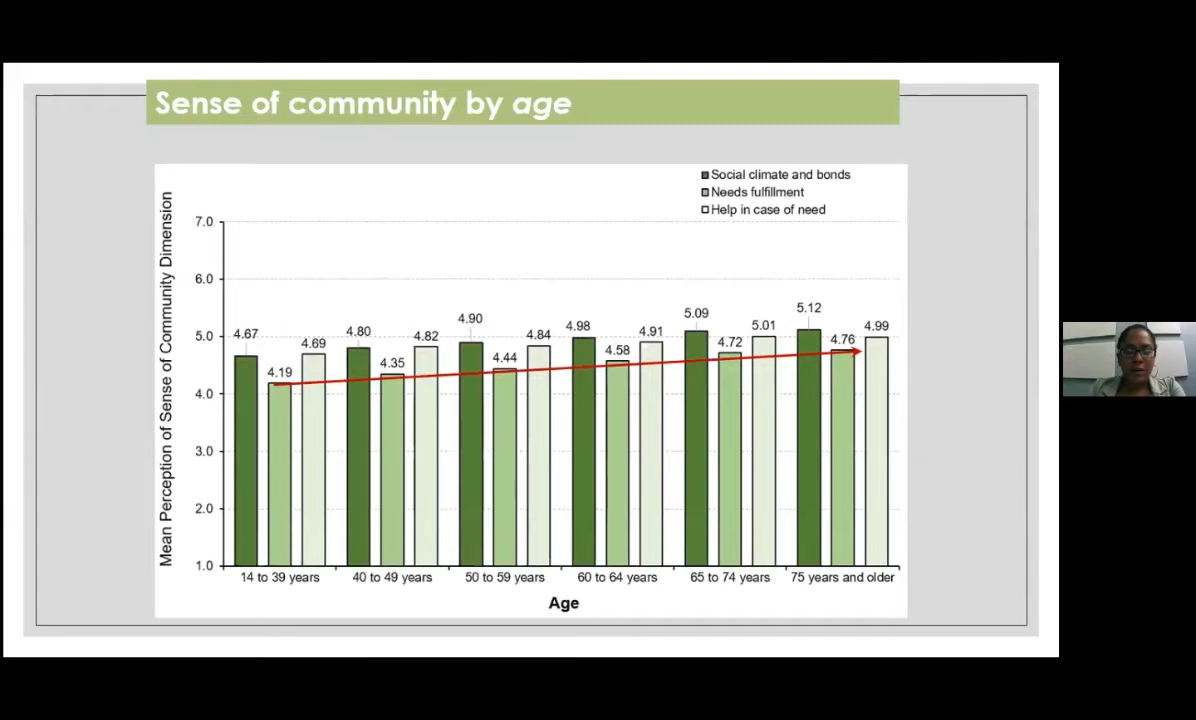 Sense of community by age
Social climate and bonds
Needs fulfillment
Help in case of need
Mean Perception of Sense of Community Dimension
7.0
6.0
5.0
4.0
3.0
2.0
1.0
4.67
4.19
4.69
4.80
4.35
4.82
4.90
4.44
4.84
4.98
4.58
4.91
5.09
4.72
5.01
5.12
4.76
4.99
14 to 39 years
40 to 49 years
50 to 59 years
60 to 64 years
65 to 74 years
75 years and older
Age